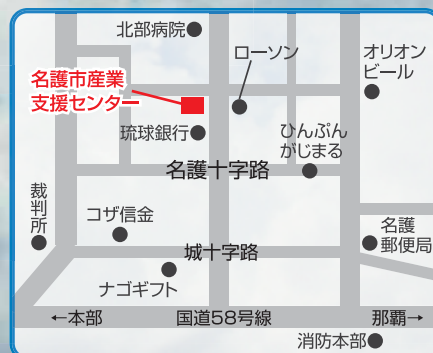 北部病院
ローソン
オリオン
ビール
名護市産業
支援センター
琉球銀行
ひんぷん
がじまる
名護十字路
裁判所
コザ信金
名護
郵便局
城十字路
ナゴギフト
←本部
国道58号線
那覇→
消防本部